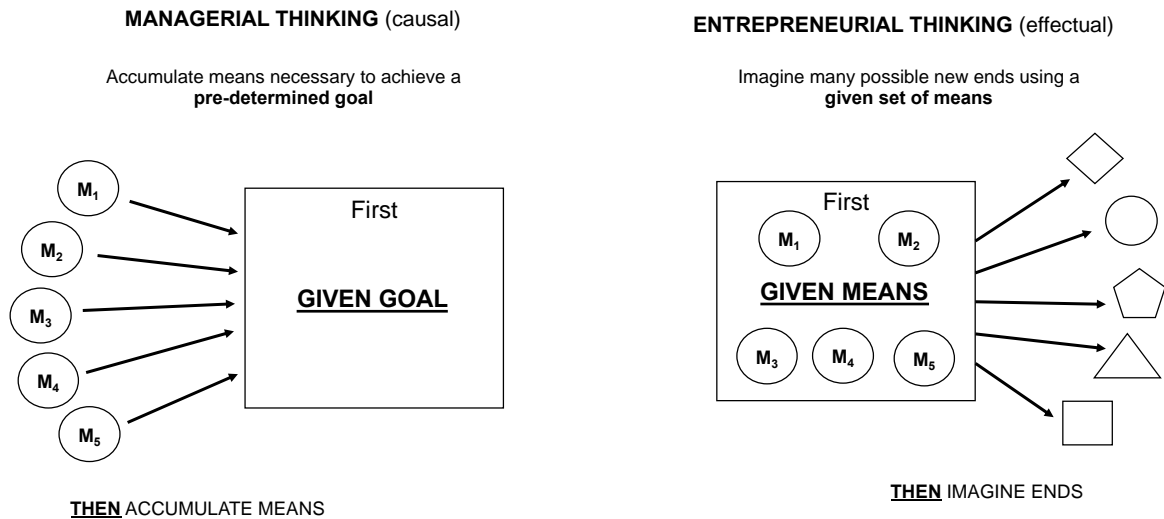 MANAGERIAL THINKING (causal)
Accumulate means necessary to achieve a
pre-determined goal
M₁
M₂
M₃
M₄
M₅
First
GIVEN GOAL
THEN ACCUMULATE MEANS
ENTREPRENEURIAL THINKING (effectual)
Imagine many possible new ends using a
given set of means
First
M₁ M₂
GIVEN MEANS
M₃ M₄ M₅
THEN IMAGINE ENDS